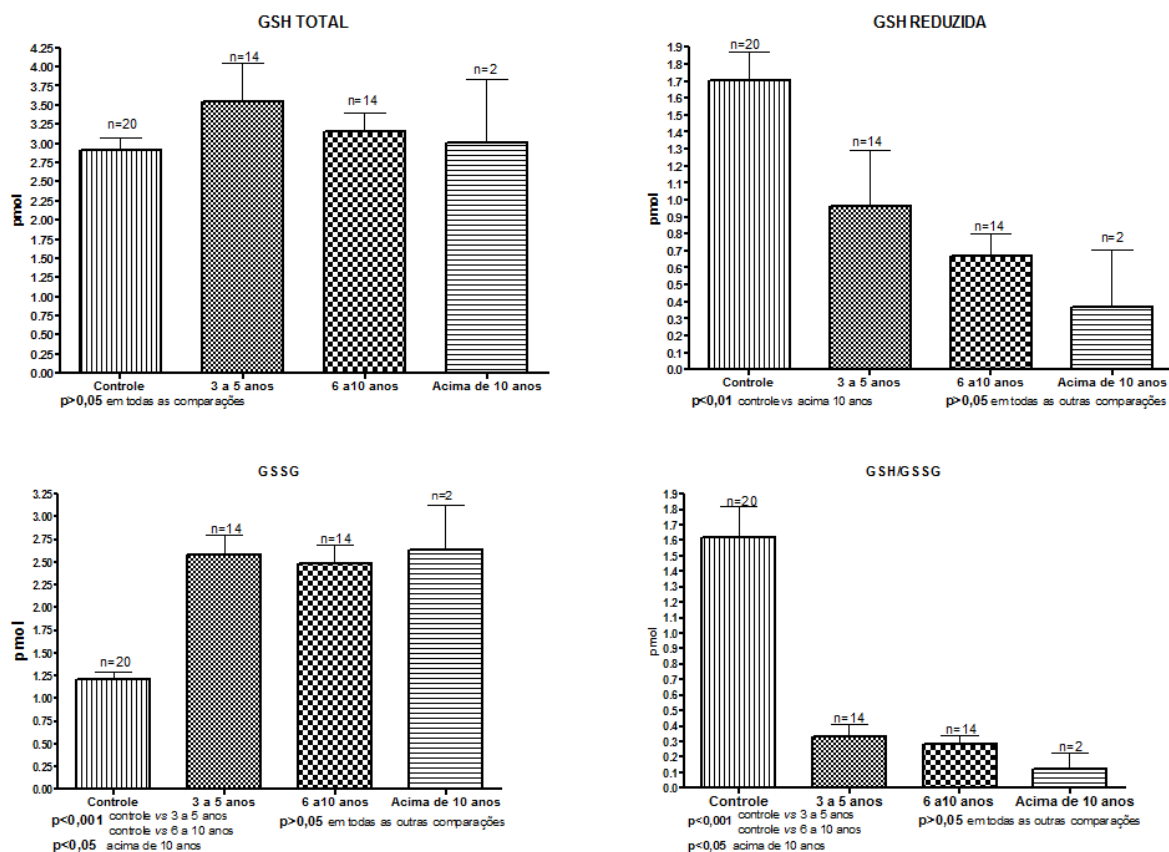 GSH TOTAL
pmol
4.25
4.00
3.75
3.50
3.25
3.00
2.75
2.50
2.25
2.00
1.75
1.50
1.25
1.00
0.75
0.50
0.25
0.00
n=20
n=14
n=14
n=2
Controle 3 a 5 anos 6 a10 anos Acima de 10 anos
p>0,05 em todas as comparações
GSH REDUZIDA
pmol
1.9
1.8
1.7
1.6
1.5
1.4
1.3
1.2
1.1
1.0
0.9
0.8
0.7
0.6
0.5
0.4
0.3
0.2
0.1
0.0
n=20
n=14
n=14
n=2
Controle 3 a 5 anos 6 a10 anos Acima de 10 anos
p<0,01 controle vs acima 10 anos p>0,05 em todas as outras comparações
GSSG
pmol
3.25
3.00
2.75
2.50
2.25
2.00
1.75
1.50
1.25
1.00
0.75
0.50
0.25
0.00
n=20
n=14
n=14
n=2
Controle 3 a 5 anos 6 a10 anos Acima de 10 anos
p<0,001 controle vs 3 a 5 anos p>0,05 em todas as outras comparações
controle vs 6 a 10 anos
p<0,05 acima de 10 anos
GSH/GSSG
pmol
1.9
1.8
1.7
1.6
1.5
1.4
1.3
1.2
1.1
1.0
0.9
0.8
0.7
0.6
0.5
0.4
0.3
0.2
0.1
0.0
n=20
n=14
n=14
n=2
Controle 3 a 5 anos 6 a10 anos Acima de 10 anos
p<0,001 controle vs 3 a 5 anos p>0,05 em todas as outras comparações
controle vs 6 a 10 anos
p<0,05 acima de 10 anos